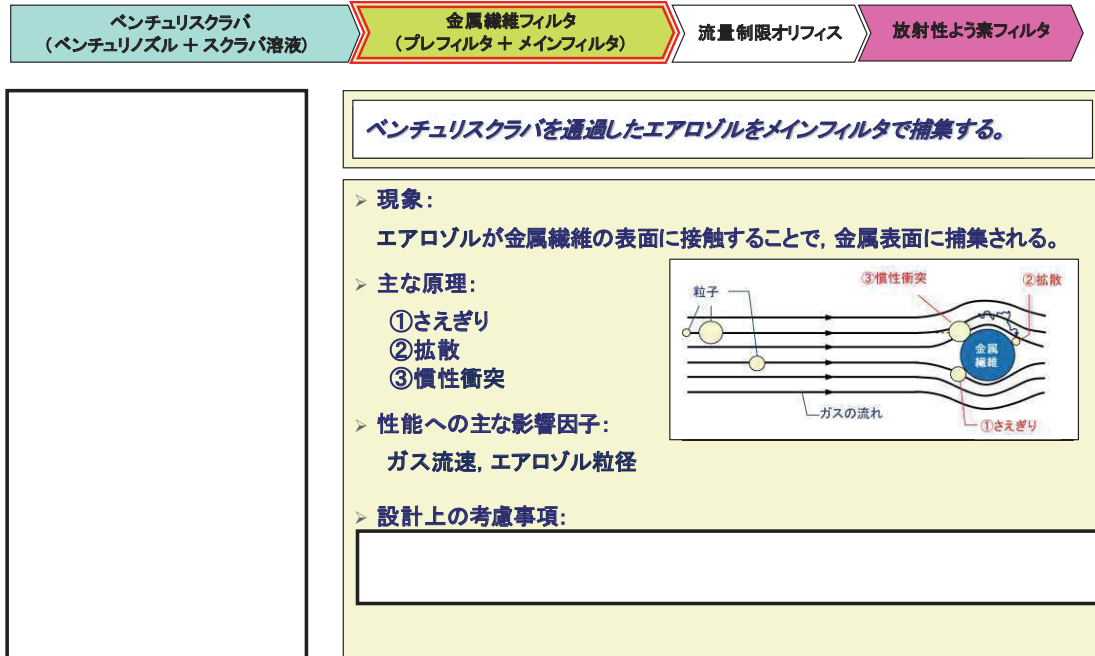 ベンチュリスクラバ
(ベンチュリノズル + スクラバ溶液)
金属繊維フィルタ
(プレフィルタ + メインフィルタ)
流量制限オリフィス
放射性よう素フィルタ
ベンチュリスクラバを通過したエアロゾルをメインフィルタで捕集する。
➢ 現象:
エアロゾルが金属繊維の表面に接触することで, 金属表面に捕集される。
➢ 主な原理:
①さえぎり
②拡散
③慣性衝突
粒子
③慣性衝突
②拡散
金属
繊維
ガスの流れ
①さえぎり
➢ 性能への主な影響因子:
ガス流速, エアロゾル粒径
➢ 設計上の考慮事項: